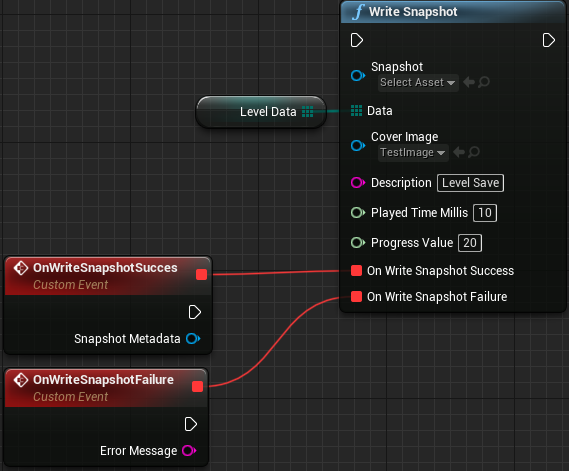 Write Snapshot
Snapshot
Select Asset
Level Data
Data
Cover Image
TestImage
Description Level Save
Played Time Millis 10
Progress Value 20
OnWriteSnapshotSucces
Custom Event
On Write Snapshot Success
On Write Snapshot Failure
Snapshot Metadata
OnWriteSnapshotFailure
Custom Event
Error Message